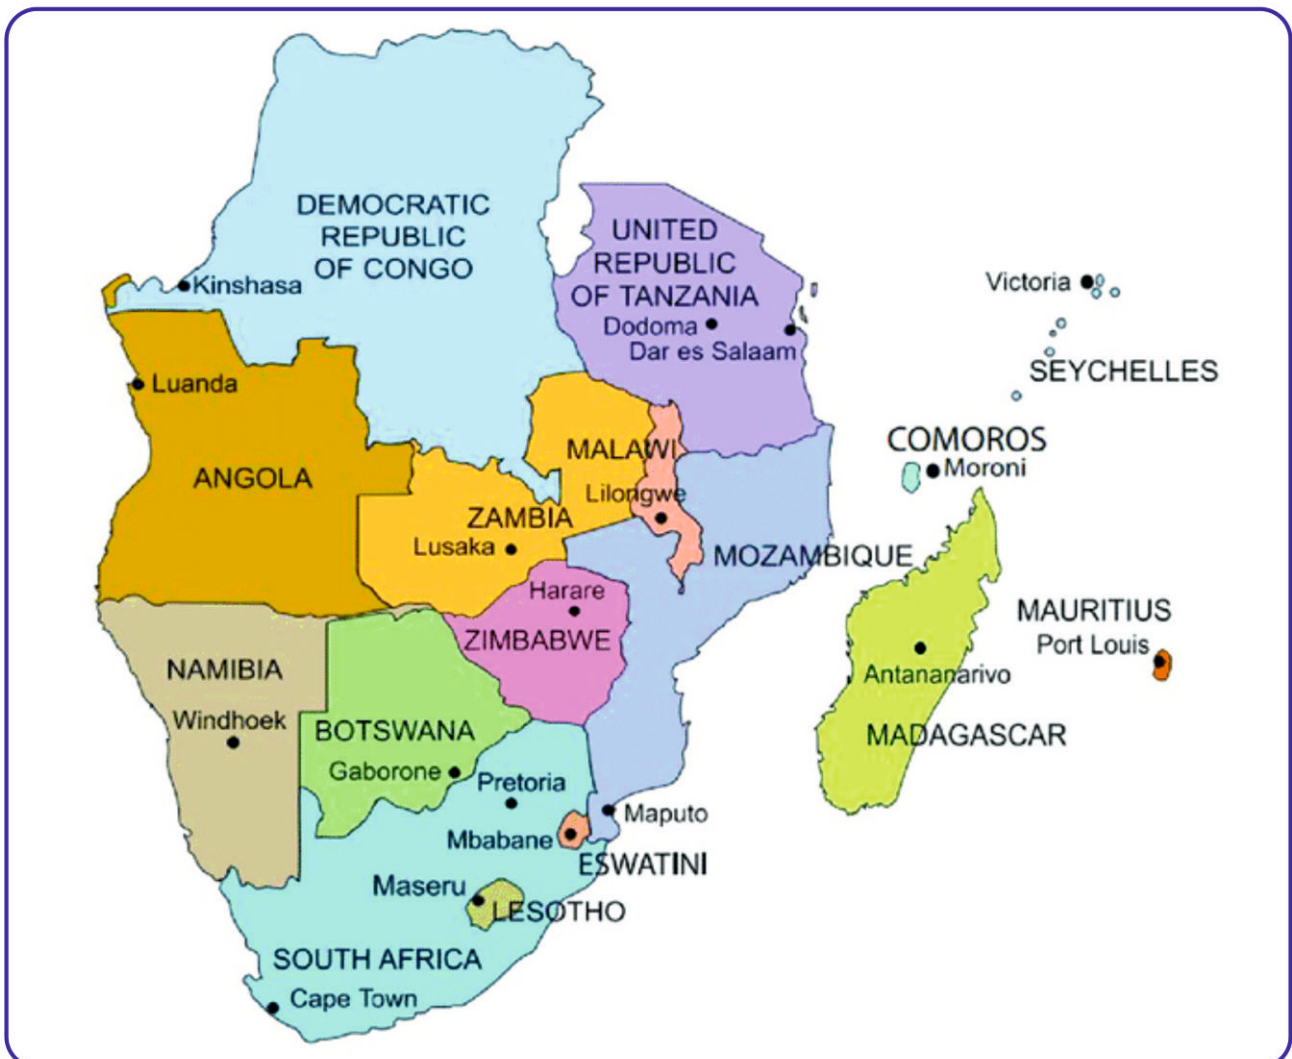 DEMOCRATIC
REPUBLIC
OF CONGO
Kinshasa
UNITED
REPUBLIC
OF TANZANIA
Dodoma
Dar es Salaam
Victoria
SEYCHELLES
Luanda
ANGOLA
MALAWI
Lilongwe
COMOROS
Moroni
ZAMBIA
Lusaka
MOZAMBIQUE
Harare
ZIMBABWE
MAURITIUS
Port Louis
NAMIBIA
Windhoek
Antananarivo
MADAGASCAR
BOTSWANA
Gaborone
Pretoria
Maputo
Mbabane
ESWATINI
Maseru
LESOTHO
SOUTH AFRICA
Cape Town